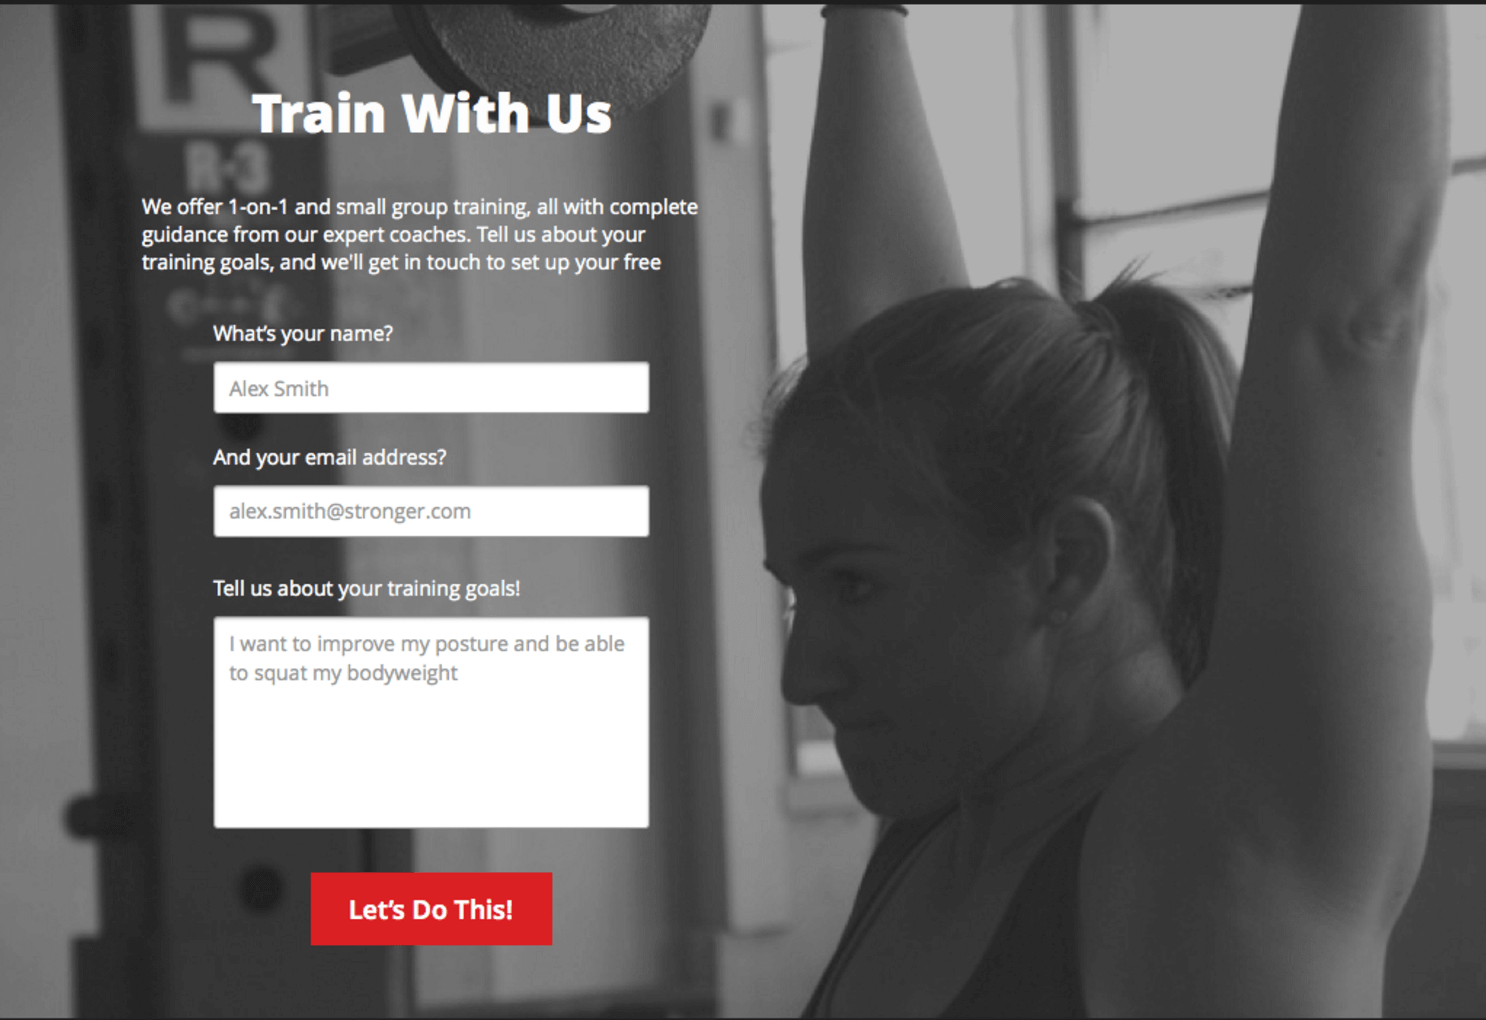 R
R-3
Train With Us
We offer 1-on-1 and small group training, all with complete
guidance from our expert coaches. Tell us about your
training goals, and we'll get in touch to set up your free
What's your name?
Alex Smith
And your email address?
alex.smith@stronger.com
Tell us about your training goals!
I want to improve my posture and be able
to squat my bodyweight
Let's Do This!